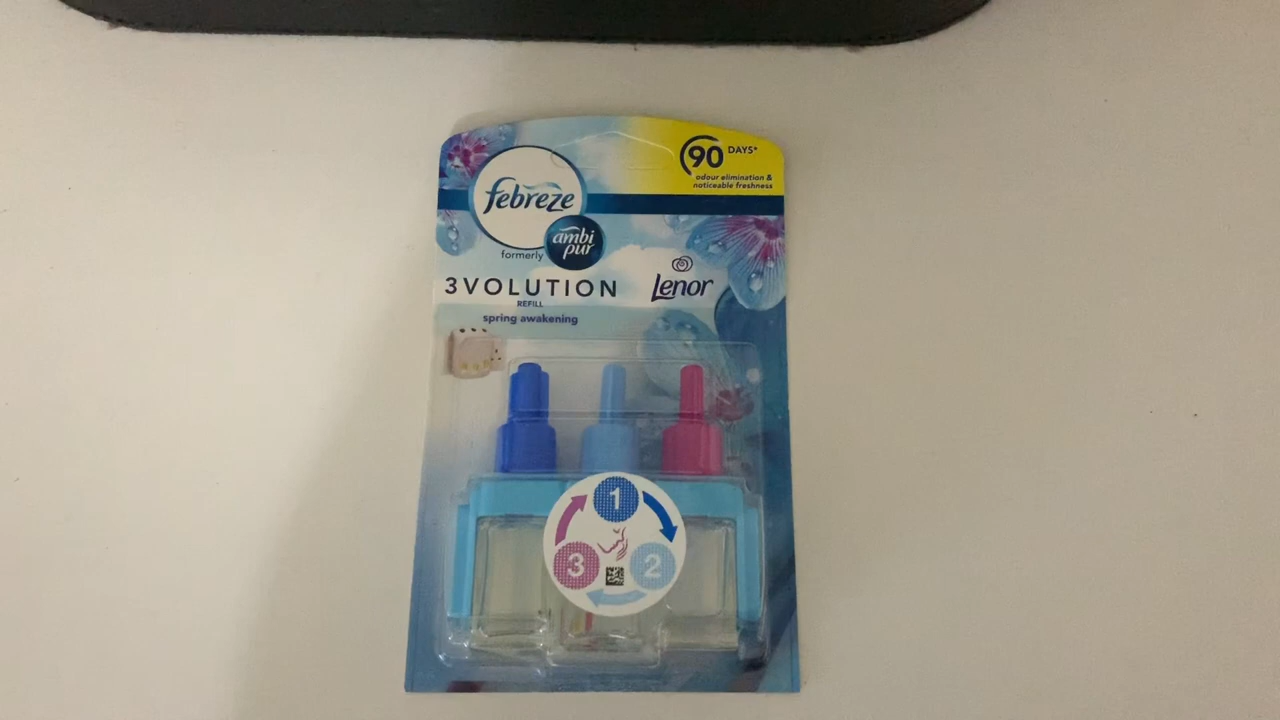 90 DAYS*
odour elimination &
noticeable freshness
febreze
formerly ambi pur
3VOLUTION
REFILL
spring awakening
Lenor
1
3 2